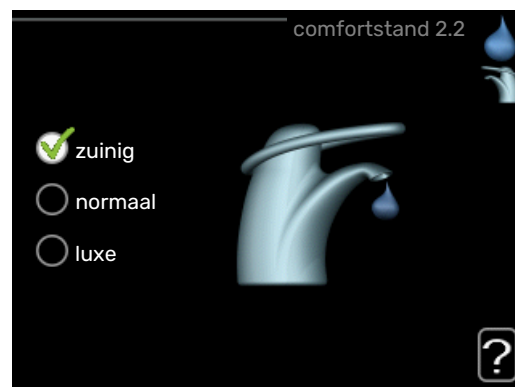 comfortstand 2.2
zuinig
normaal
luxe
?